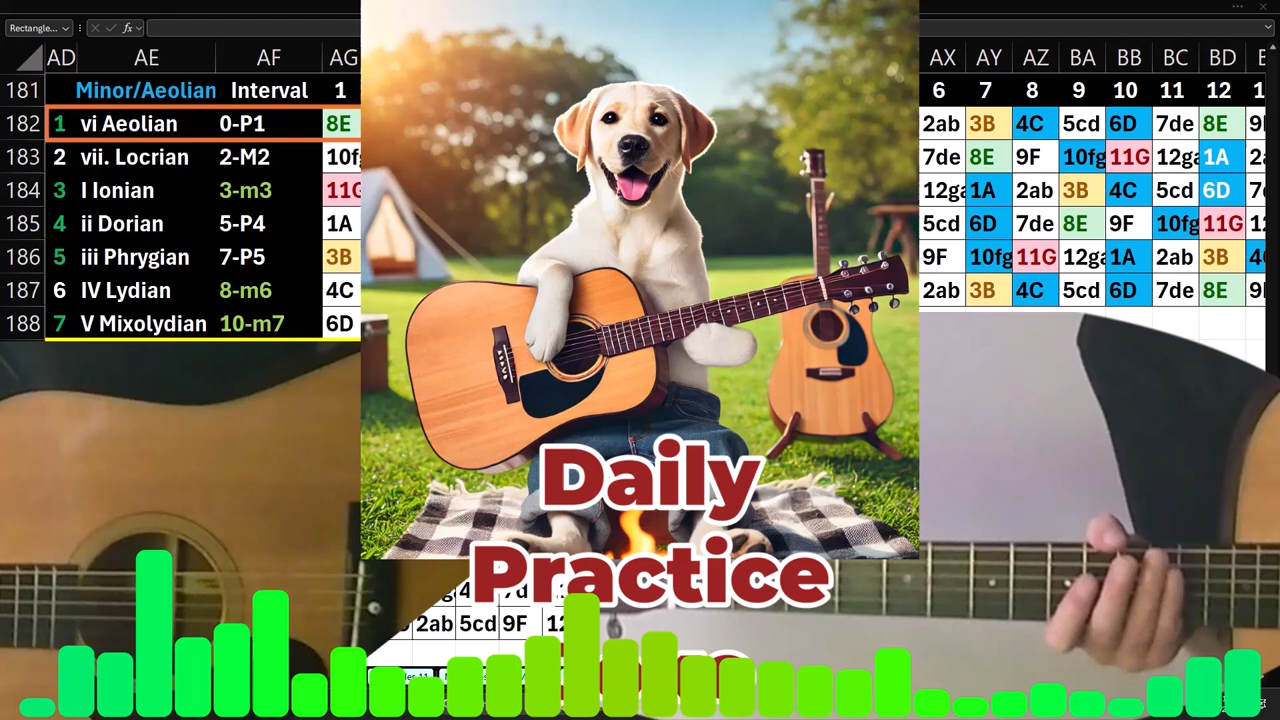 Rectangle...
fx
AD AE AF AG AX AY AZ BA BB BC BD
181 Minor/Aeolian Interval 1 6 7 8 9 10 11 12
182 1 vi Aeolian 0-P1 8E 2ab 3B 4C 5cd 6D 7de 8E
183 2 vii. Locrian 2-M2 7de 8E 9F 10fg 11G 12ga 1A
184 3 I Ionian 3-m3 11G 12ga 1A 2ab 3B 4C 5cd 6D
185 4 ii Dorian 5-P4 1A 5cd 6D 7de 8E 9F 10fg 11G
186 5 iii Phrygian 7-P5 3B 9F 10fg 11G 12ga 1A 2ab 3B
187 6 IV Lydian 8-m6 4C 2ab 3B 4C 5cd 6D 7de 8E
188 7 V Mixolydian 10-m7 6D
Daily
Practice
2ab 5cd 9F